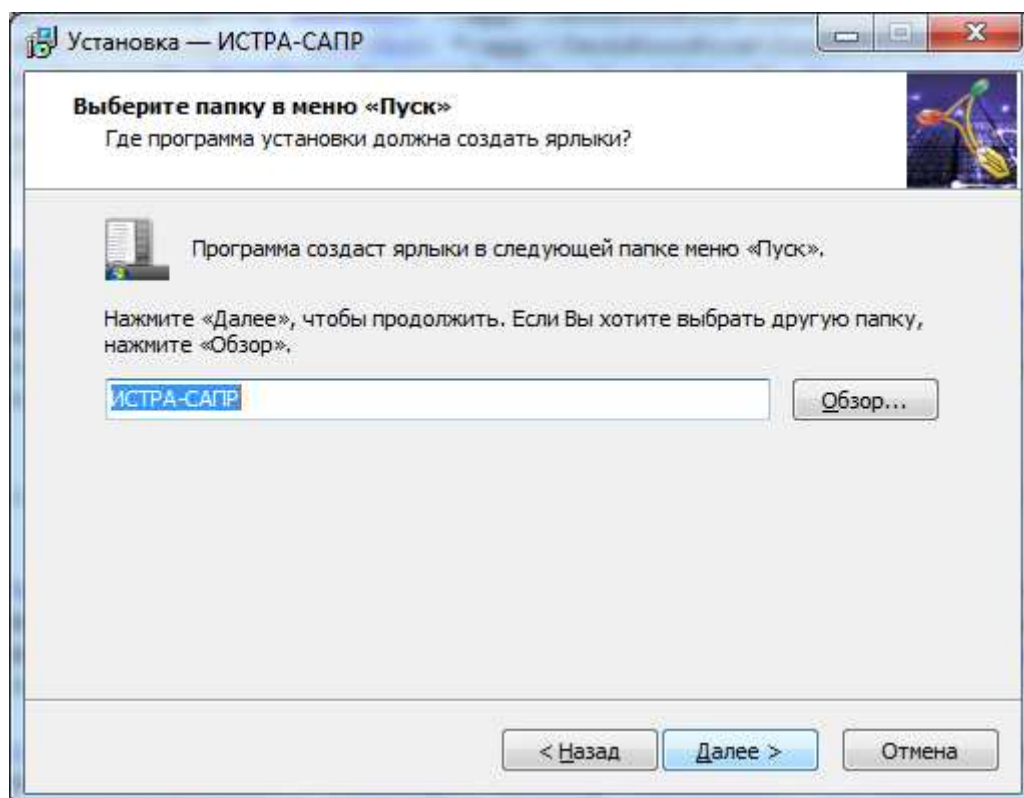 Установка — ИСТРА-САПР
Выберите папку в меню «Пуск»
Где программа установки должна создать ярлыки?
Программа создаст ярлыки в следующей папке меню «Пуск».
Нажмите «Далее», чтобы продолжить. Если Вы хотите выбрать другую папку,
нажмите «Обзор».
ИСТРА-САПР
Обзор...
< Назад
Далее >
Отмена